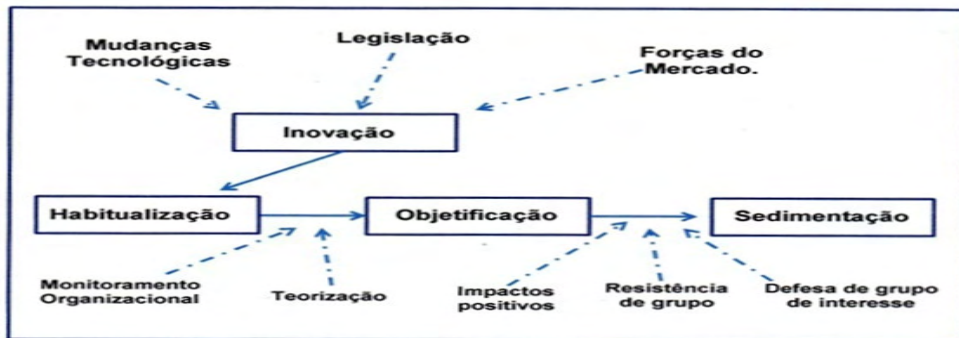 Mudanças
Tecnológicas
Legislação
Forças do
Mercado.
Inovação
Habitualização
Objetificação
Sedimentação
Monitoramento
Organizacional
Teorização
Impactos
positivos
Resistência
de grupo
Defesa de grupo
de interesse